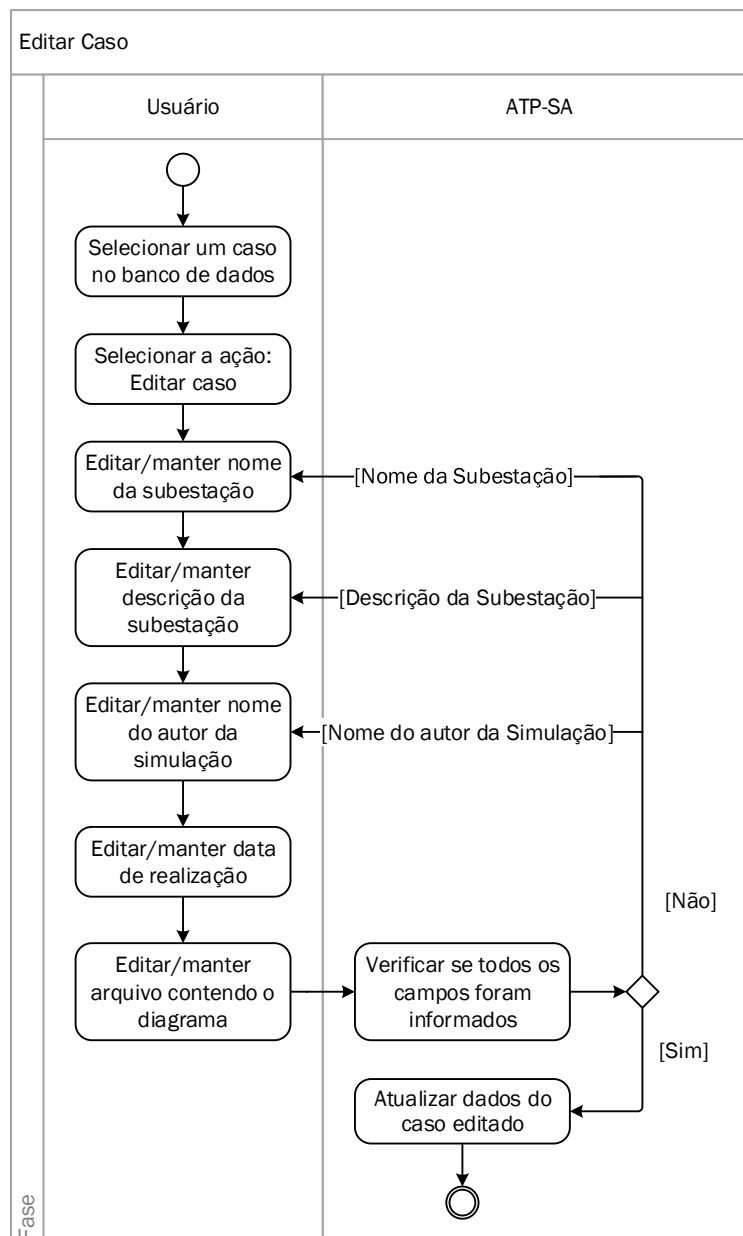 Editar Caso
Usuário
ATP-SA
Selecionar um caso
no banco de dados
Selecionar a ação:
Editar caso
Editar/manter nome
da subestação
[Nome da Subestação]
Editar/manter
descrição da
subestação
[Descrição da Subestação]
Editar/manter nome
do autor da
simulação
[Nome do autor da Simulação]
Editar/manter data
de realização
[Não]
Editar/manter
arquivo contendo o
diagrama
Verificar se todos os
campos foram
informados
[Sim]
Atualizar dados do
caso editado
Fase